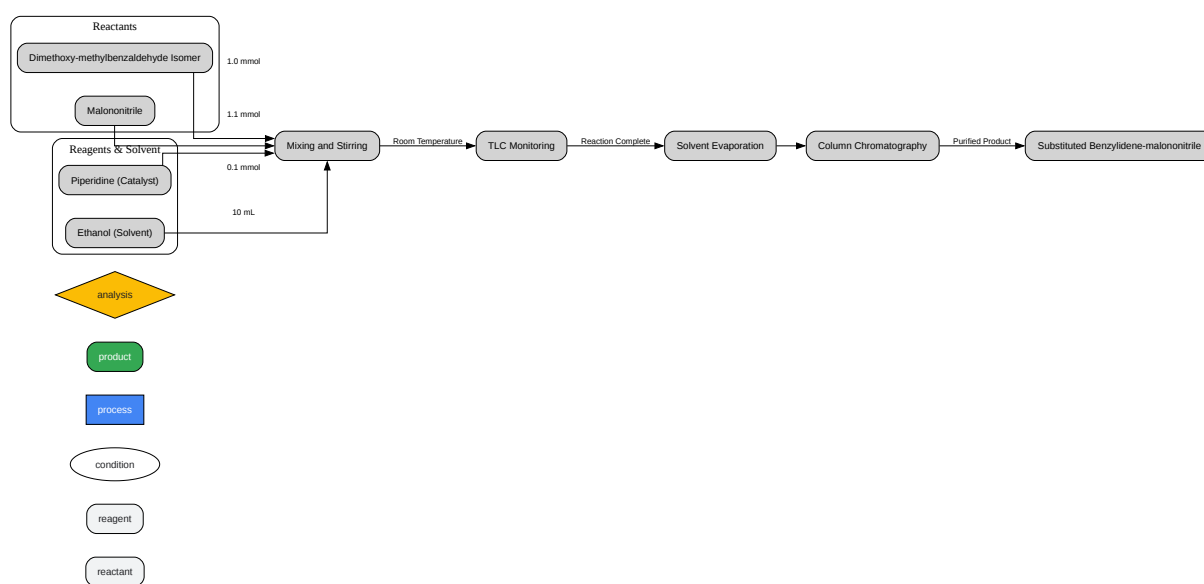 Reactants
Dimethoxy-methylbenzaldehyde Isomer
1.0 mmol
Malononitrile
1.1 mmol
Reagents & Solvent
Piperidine (Catalyst)
0.1 mmol
Ethanol (Solvent)
10 mL
Mixing and Stirring
Room Temperature
TLC Monitoring
Reaction Complete
Solvent Evaporation
Column Chromatography
Purified Product
Substituted Benzylidene-malononitrile
analysis
product
process
condition
reagent
reactant